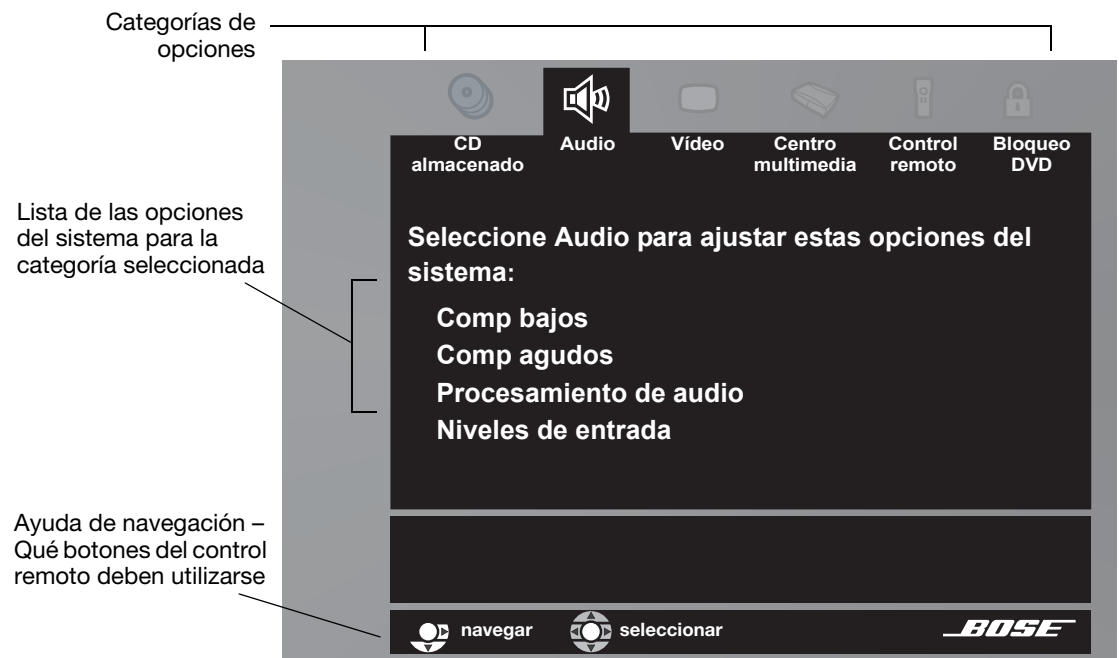 Categorías de
opciones
CD
almacenado
Audio
Vídeo
Centro
multimedia
Control
remoto
Bloqueo
DVD
Lista de las opciones
del sistema para la
categoría seleccionada
Seleccione Audio para ajustar estas opciones del
sistema:
Comp bajos
Comp agudos
Procesamiento de audio
Niveles de entrada
Ayuda de navegación –
Qué botones del control
remoto deben utilizarse
navegar
seleccionar
BOSE